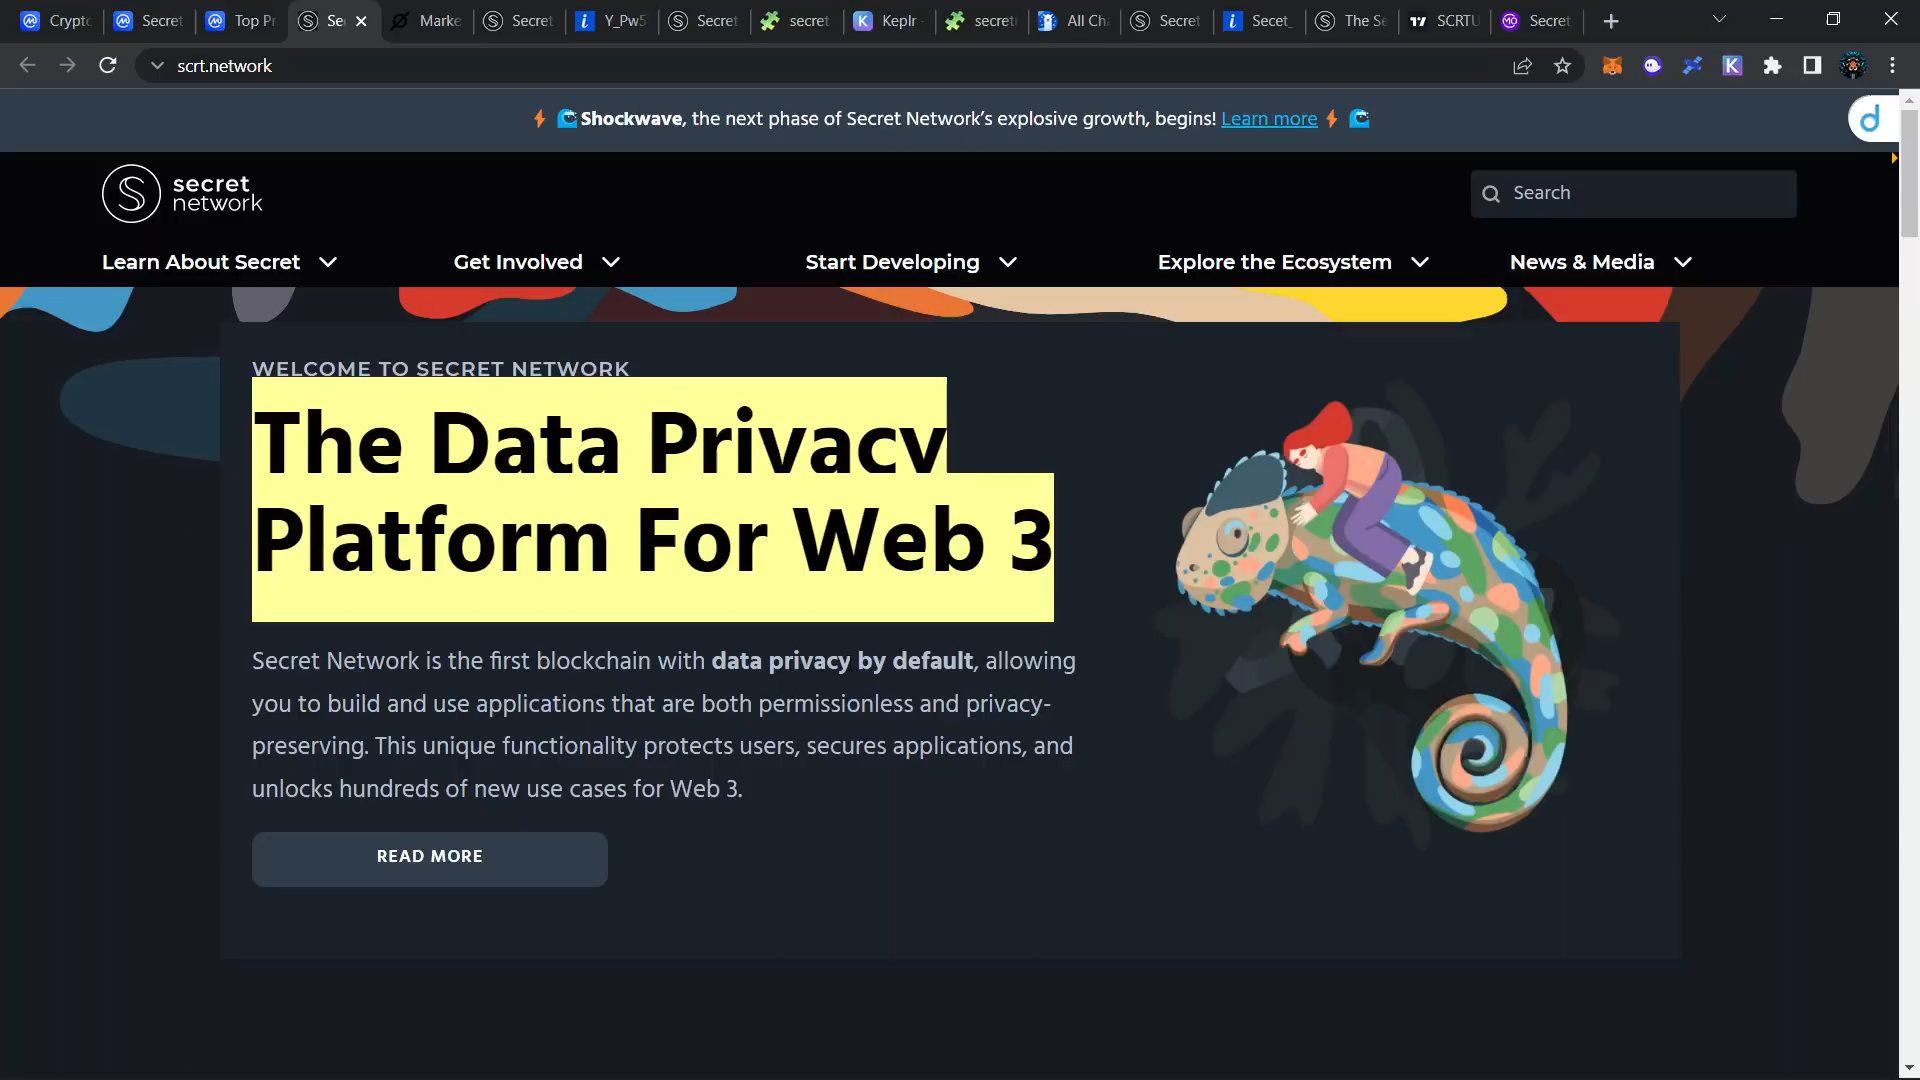 Crypto
Secret
Top Pr
Se
Marke
Secret
Y_Pw5
Secret
secret
Keplr
secret
All Cha
Secret
Secet_
The Se
SCRTU
Secret
scrt.network
Shockwave, the next phase of Secret Network’s explosive growth, begins! Learn more
secret
network
Search
Learn About Secret
Get Involved
Start Developing
Explore the Ecosystem
News & Media
WELCOME TO SECRET NETWORK
The Data Privacy
Platform For Web 3
Secret Network is the first blockchain with data privacy by default, allowing
you to build and use applications that are both permissionless and privacy-
preserving. This unique functionality protects users, secures applications, and
unlocks hundreds of new use cases for Web 3.
READ MORE